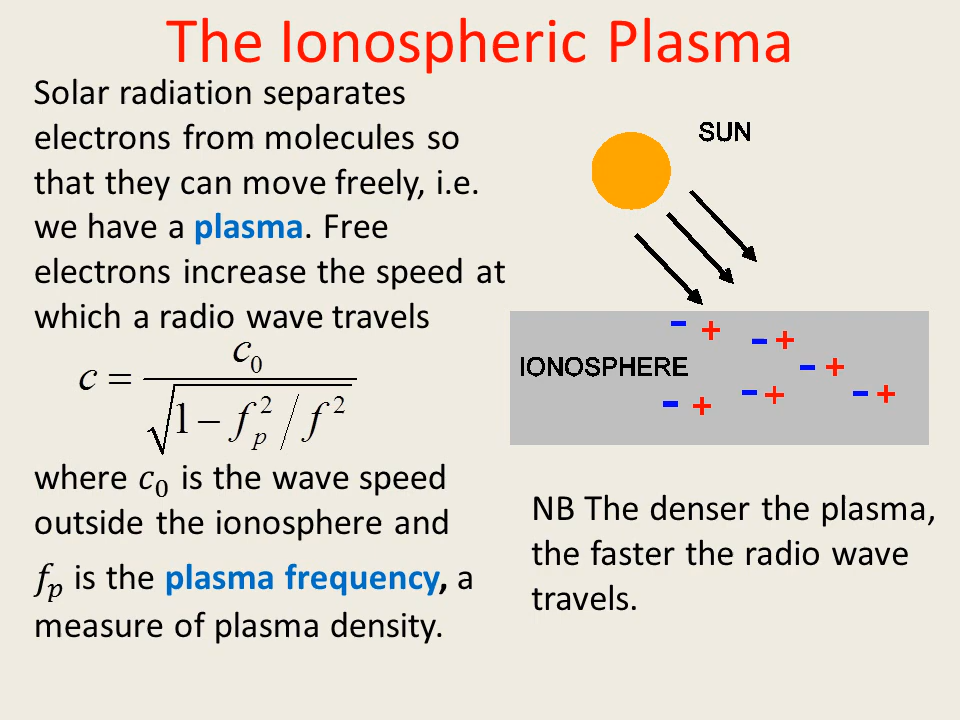 The Ionospheric Plasma
Solar radiation separates
electrons from molecules so
that they can move freely, i.e.
we have a plasma. Free
electrons increase the speed at
which a radio wave travels
c = c₀ / √(1 − f_p² / f²)
where c₀ is the wave speed
outside the ionosphere and
f_p is the plasma frequency, a
measure of plasma density.
SUN
IONOSPHERE
- +
- +
- +
- +
- +
- +
NB The denser the plasma,
the faster the radio wave
travels.